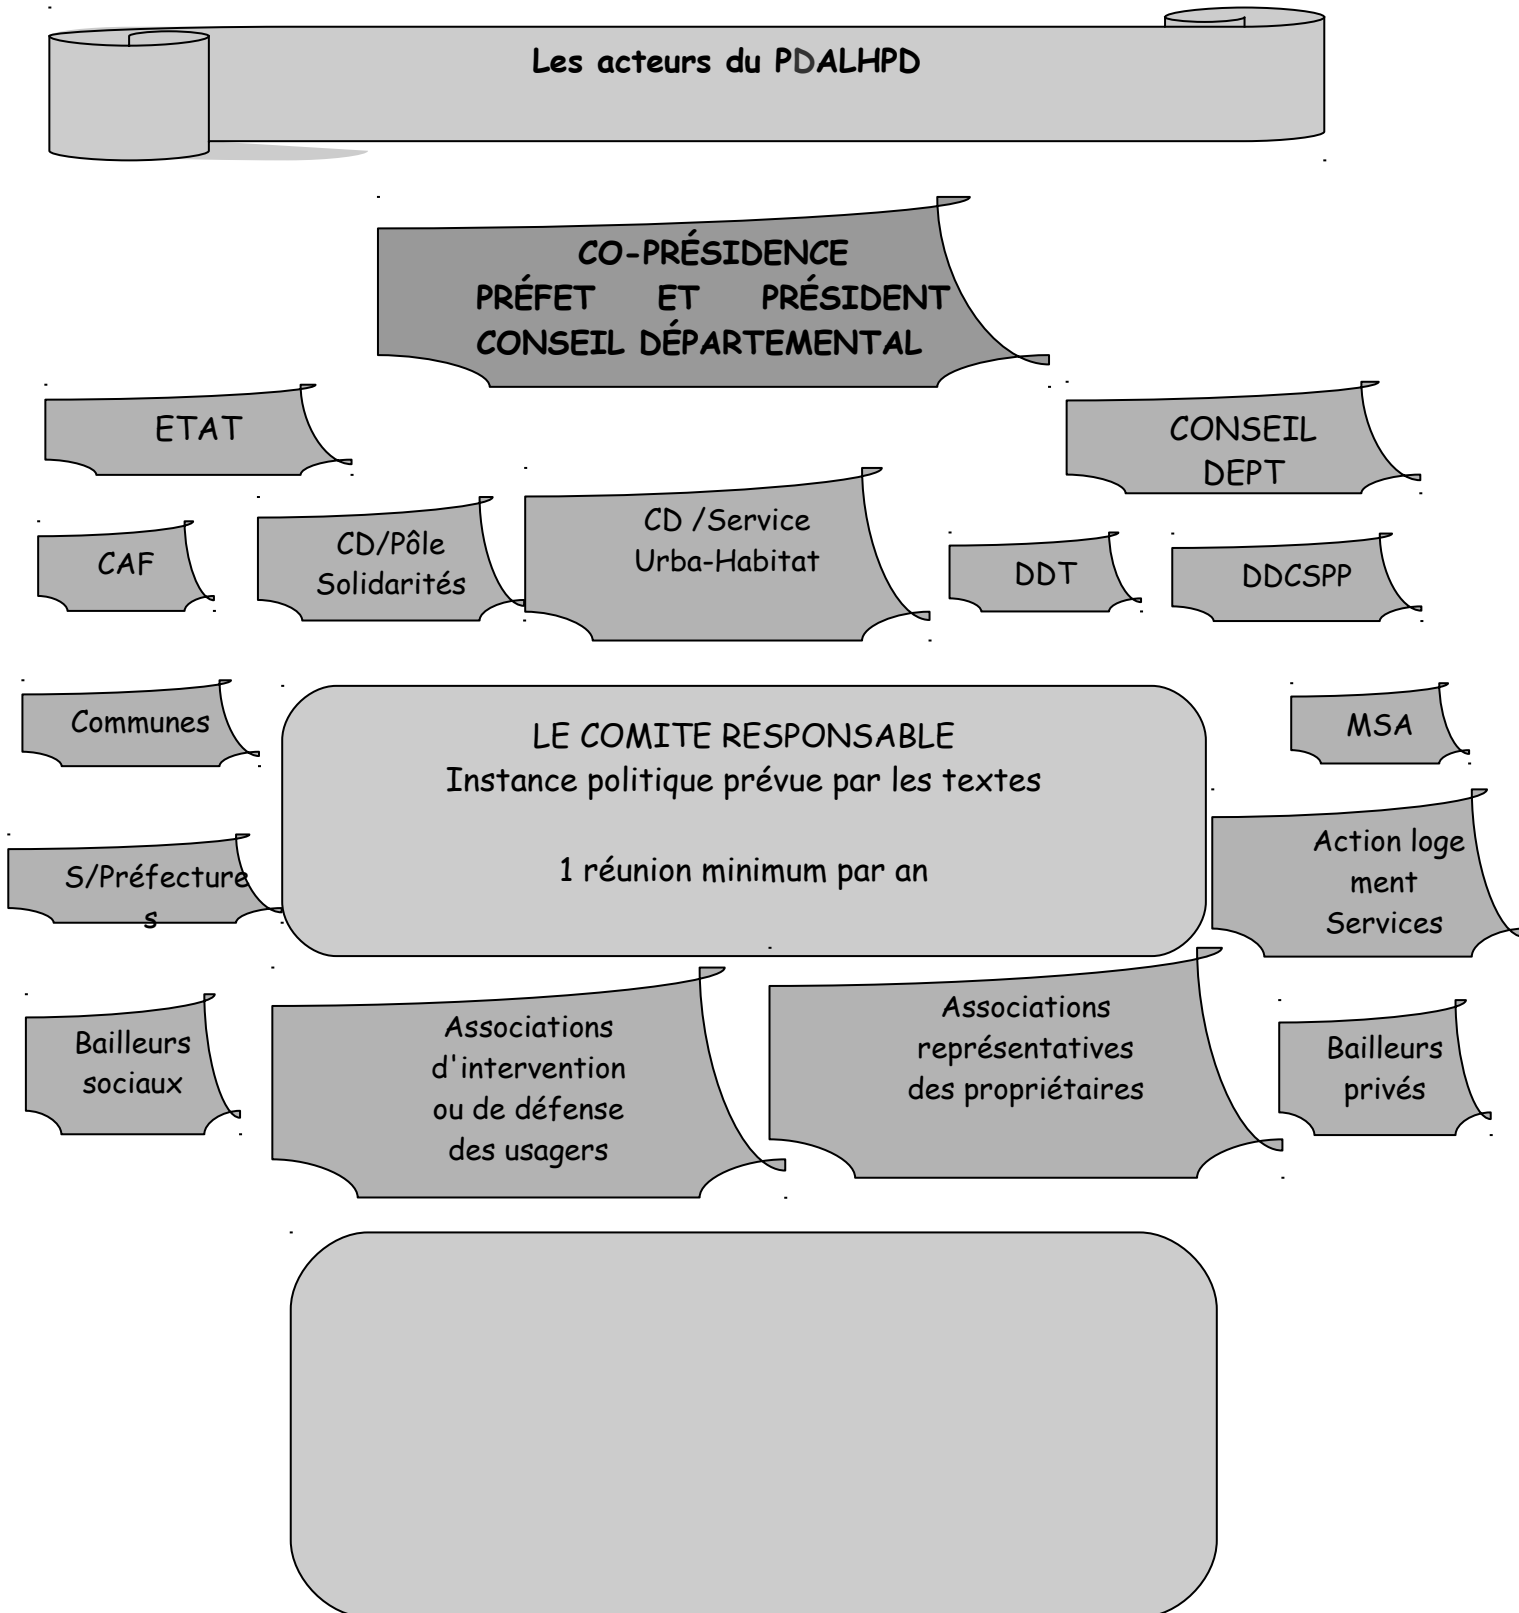 Les acteurs du PDALHPD
CO-PRÉSIDENCE
PRÉFET ET PRÉSIDENT
CONSEIL DÉPARTEMENTAL
ETAT
CONSEIL
DEPT
CAF
CD/Pôle
Solidarités
CD /Service
Urba-Habitat
DDT
DDCSPP
Communes
LE COMITE RESPONSABLE
Instance politique prévue par les textes
1 réunion minimum par an
MSA
S/Préfecture
s
Action loge
ment
Services
Bailleurs
sociaux
Associations
d'intervention
ou de défense
des usagers
Associations
représentatives
des propriétaires
Bailleurs
privés